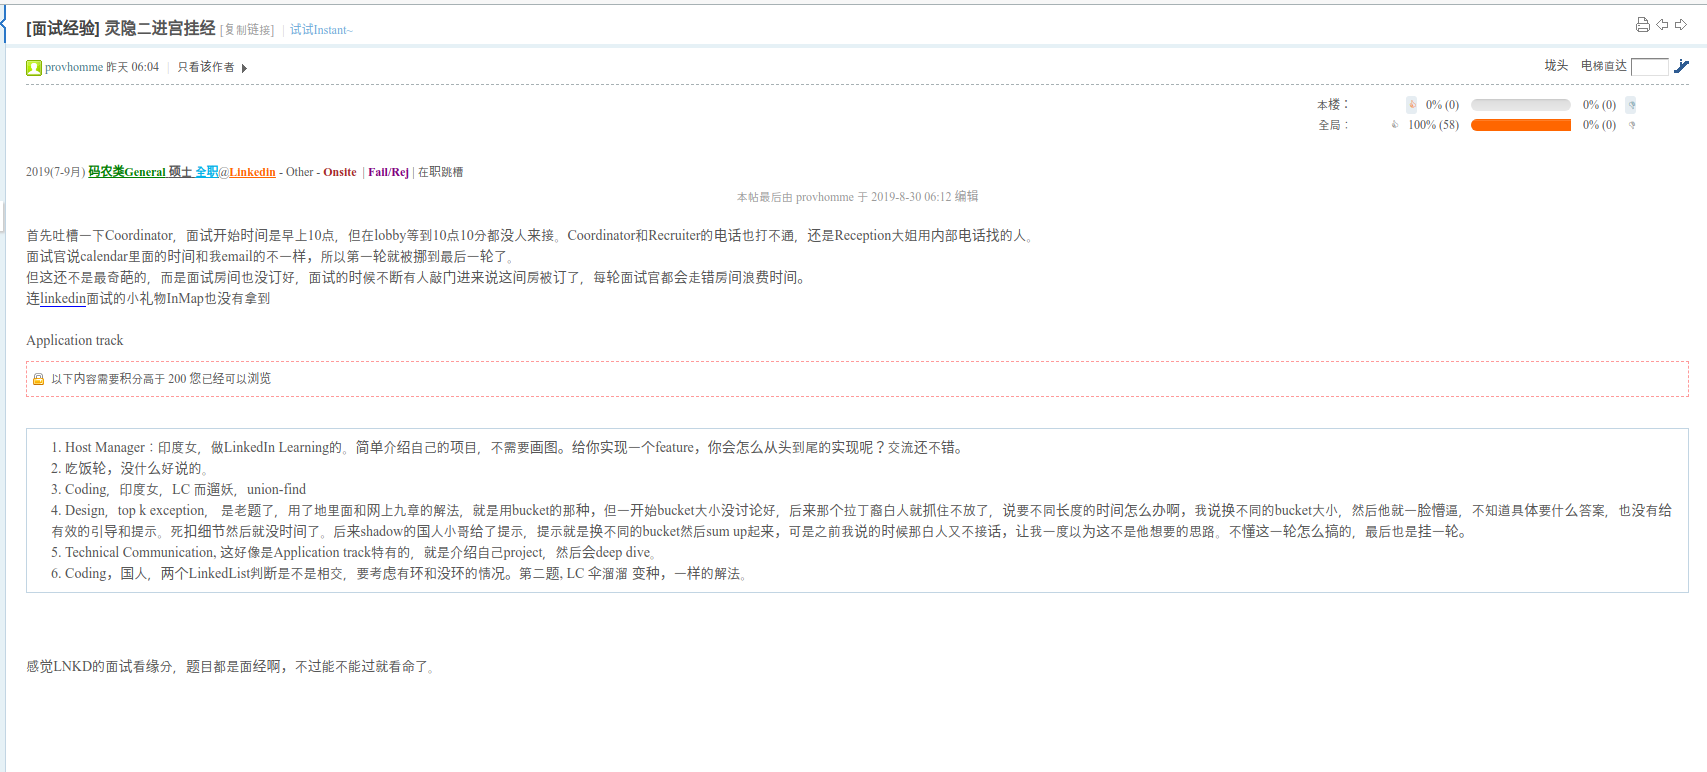 [面试经验] 灵隐二进宫挂经 [复制链接] | 试试Instant~
provhomme 昨天 06:04 | 只看该作者
垅头 电梯直达
本楼： 0% (0) 0% (0)
全局： 100% (58) 0% (0)
2019(7-9月) 码农类General 硕士 全职@Linkedin - Other - Onsite | Fail/Rej | 在职跳槽
本帖最后由 provhomme 于 2019-8-30 06:12 编辑
首先吐槽一下Coordinator，面试开始时间是早上10点，但在lobby等到10点10分都没人来接。Coordinator和Recruiter的电话也打不通，还是Reception大姐用内部电话找的人。
面试官说calendar里面的时间和我email的不一样，所以第一轮就被挪到最后一轮了。
但这还不是最奇葩的，而是面试房间也没订好，面试的时候不断有人敲门进来说这间房被订了，每轮面试官都会走错房间浪费时间。
连linkedin面试的小礼物InMap也没有拿到
Application track
以下内容需要积分高于 200 您已经可以浏览
1. Host Manager：印度女，做LinkedIn Learning的。简单介绍自己的项目，不需要画图。给你实现一个feature，你会怎么从头到尾的实现呢？交流还不错。
2. 吃饭轮，没什么好说的。
3. Coding，印度女，LC 而遛妖，union-find
4. Design，top k exception， 是老题了，用了地里面和网上九章的解法，就是用bucket的那种，但一开始bucket大小没讨论好，后来那个拉丁裔白人就抓住不放了，说要不同长度的时间怎么办啊，我说换不同的bucket大小，然后他就一脸懵逼，不知道具体要什么答案，也没有给
有效的引导和提示。死扣细节然后就没时间了。后来shadow的国人小哥给了提示，提示就是换不同的bucket然后sum up起来，可是之前我说的时候那白人又不接话，让我一度以为这不是他想要的思路。不懂这一轮怎么搞的，最后也是挂一轮。
5. Technical Communication, 这好像是Application track特有的，就是介绍自己project，然后会deep dive。
6. Coding，国人，两个LinkedList判断是不是相交，要考虑有环和没环的情况。第二题, LC 伞溜溜 变种，一样的解法。
感觉LNKD的面试看缘分，题目都是面经啊，不过能不能过就看命了。